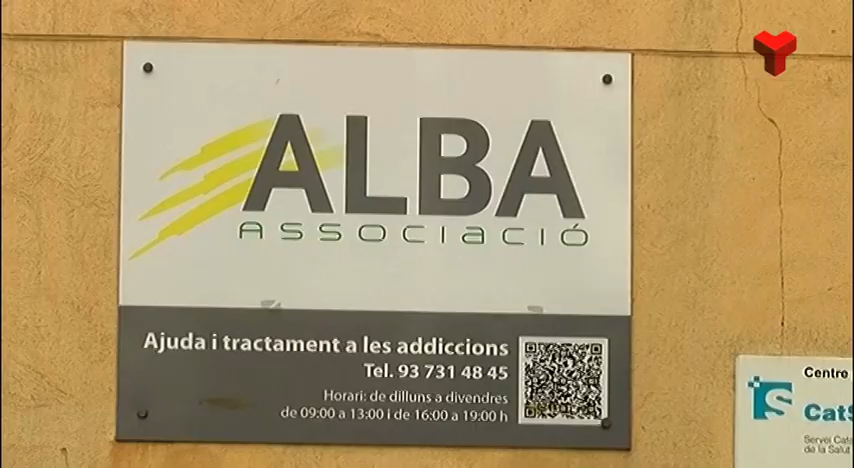 ALBA
ASSOCIACIÓ
Ajuda i tractament a les addiccions
Tel. 93 731 48 45
Horari: de dilluns a divendres
de 09:00 a 13:00 i de 16:00 a 19:00 h
Centre
CatS
Servei Cata
de la Salut